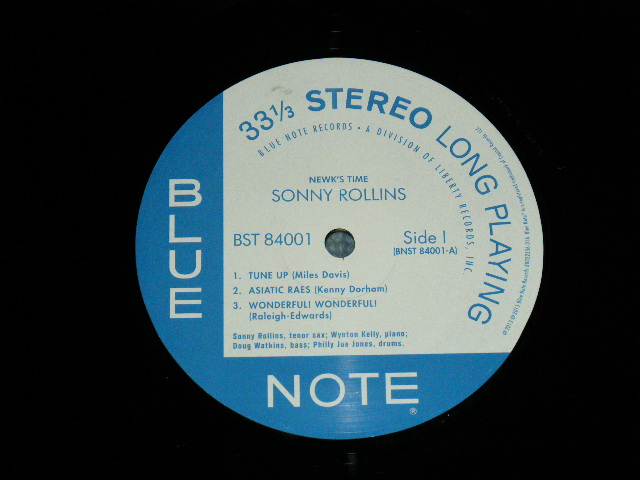 33⅓ STEREO LONG PLAYING
BLUE NOTE RECORDS • A DIVISION OF LIBERTY RECORDS, INC.
NEWK'S TIME
SONNY ROLLINS
BST 84001
Side I
(BNST 84001-A)
1. TUNE UP (Miles Davis)
2. ASIATIC RAES (Kenny Dorham)
3. WONDERFUL! WONDERFUL!
(Raleigh-Edwards)
Sonny Rollins, tenor sax; Wynton Kelly, piano;
Doug Watkins, bass; Philly Joe Jones, drums.
BLUE
NOTE®